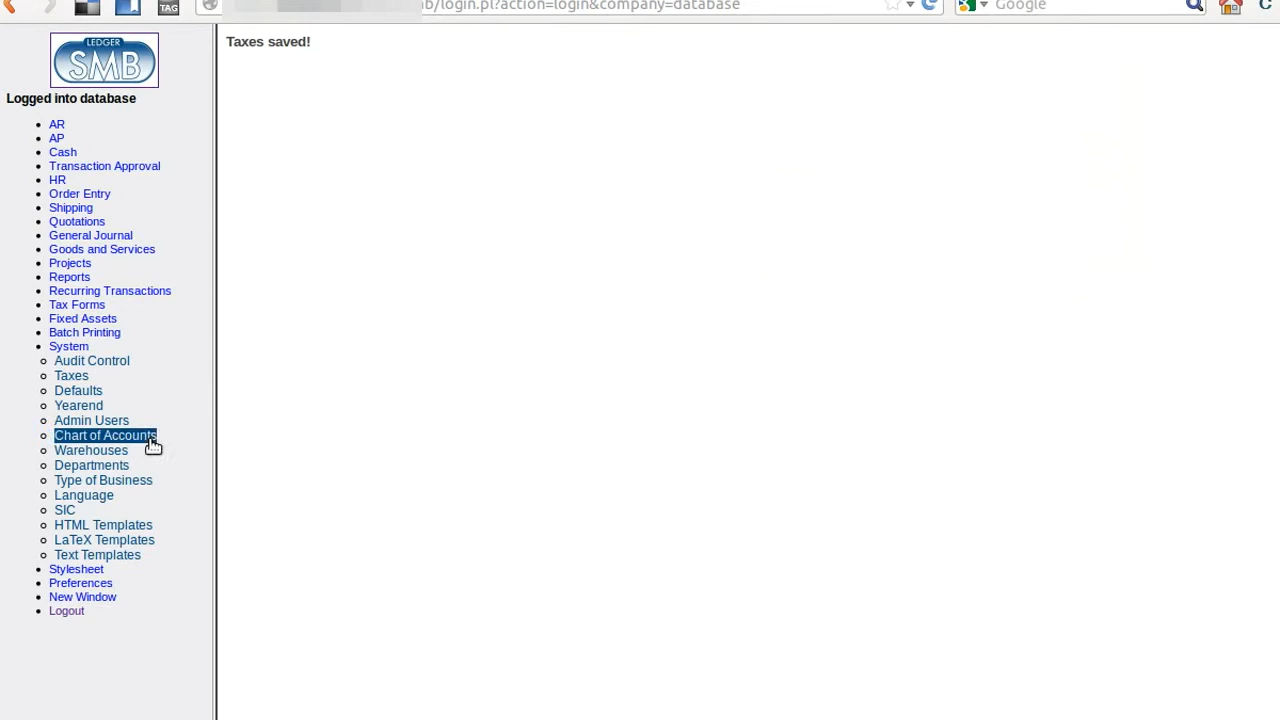 b/login.pl?action=login&company=database
Google
TAG
LEDGER
SMB
Logged into database
Taxes saved!
AR
AP
Cash
Transaction Approval
HR
Order Entry
Shipping
Quotations
General Journal
Goods and Services
Projects
Reports
Recurring Transactions
Tax Forms
Fixed Assets
Batch Printing
System
Audit Control
Taxes
Defaults
Yearend
Admin Users
Chart of Accounts
Warehouses
Departments
Type of Business
Language
SIC
HTML Templates
LaTeX Templates
Text Templates
Stylesheet
Preferences
New Window
Logout